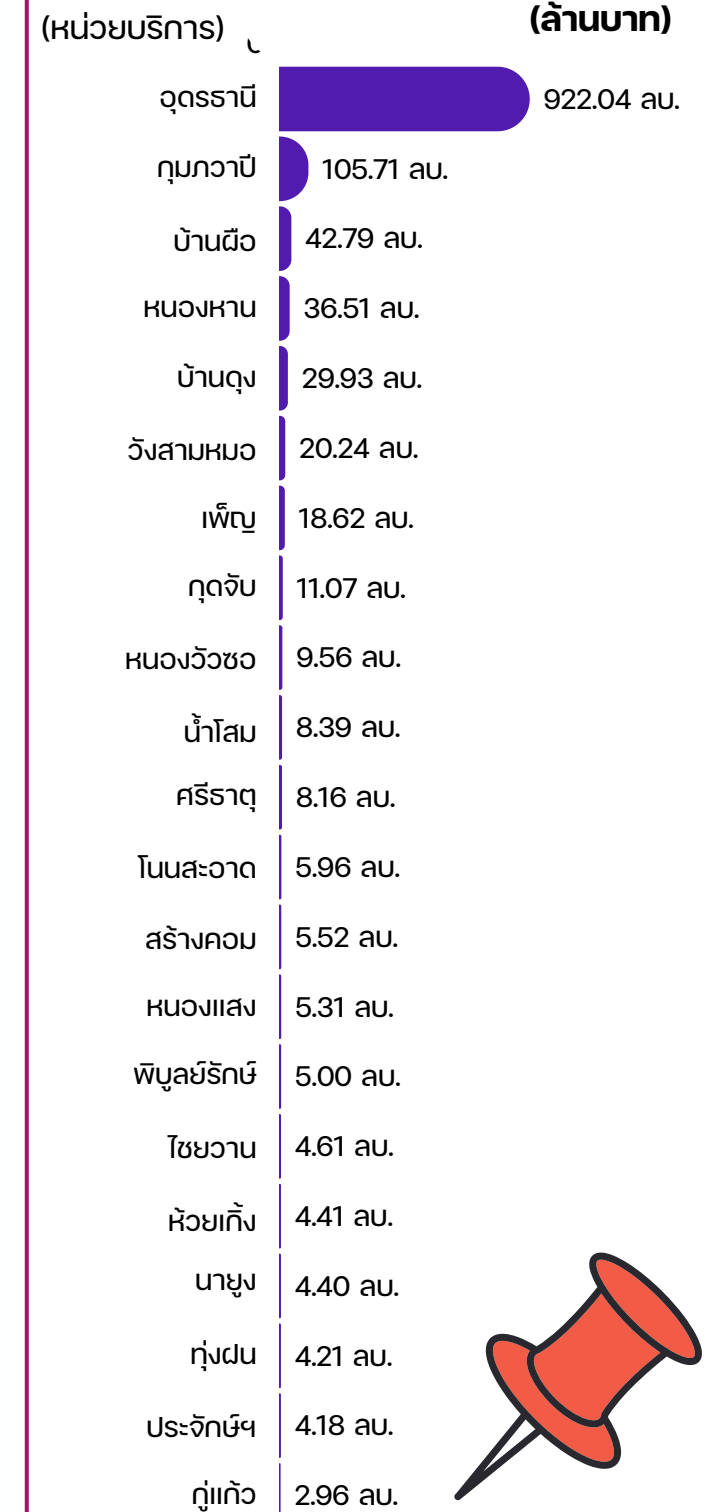 (หน่วยบริการ)
(ล้านบาท)
อุดรธานี 922.04 ลบ.
กุมภวาปี 105.71 ลบ.
บ้านผือ 42.79 ลบ.
หนองหาน 36.51 ลบ.
บ้านดุง 29.93 ลบ.
วังสามหมอ 20.24 ลบ.
เพ็ญ 18.62 ลบ.
กุดจับ 11.07 ลบ.
หนองวัวซอ 9.56 ลบ.
น้ำโสม 8.39 ลบ.
ศรีธาตุ 8.16 ลบ.
โนนสะอาด 5.96 ลบ.
สร้างคอม 5.52 ลบ.
หนองแสง 5.31 ลบ.
พิบูลย์รักษ์ 5.00 ลบ.
ไชยวาน 4.61 ลบ.
ห้วยเกิ้ง 4.41 ลบ.
นายูง 4.40 ลบ.
ทุ่งฝน 4.21 ลบ.
ประจักษ์ฯ 4.18 ลบ.
กู่แก้ว 2.96 ลบ.